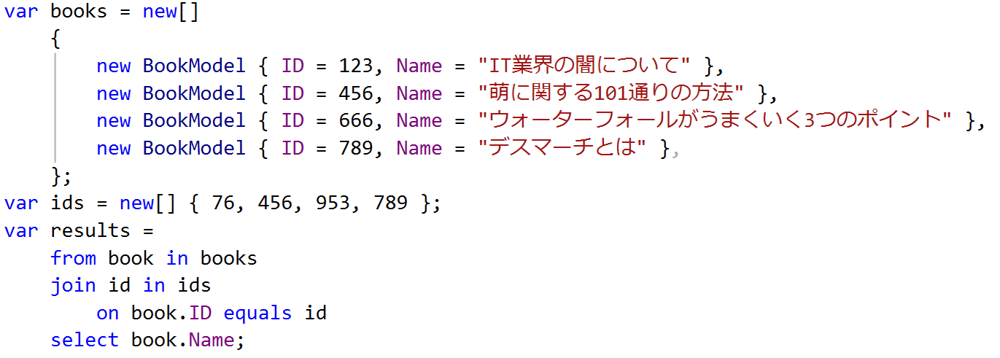 var books = new[]
    {
        new BookModel { ID = 123, Name = "IT業界の闇について" },
        new BookModel { ID = 456, Name = "萌に関する101通りの方法" },
        new BookModel { ID = 666, Name = "ウォーターフォールがうまくいく3つのポイント" },
        new BookModel { ID = 789, Name = "デスマーチとは" },
    };
var ids = new[] { 76, 456, 953, 789 };
var results =
    from book in books
    join id in ids
        on book.ID equals id
    select book.Name;